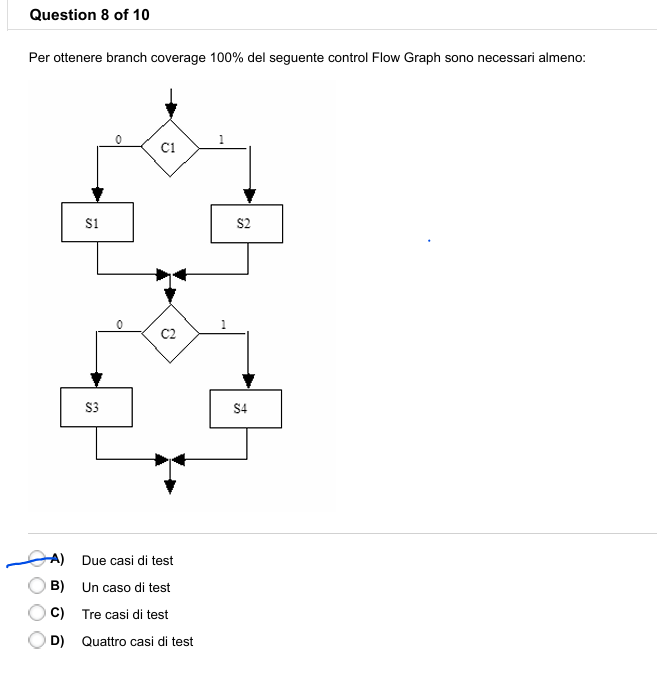 Question 8 of 10
Per ottenere branch coverage 100% del seguente control Flow Graph sono necessari almeno:
0
C1
1
S1
S2
0
C2
1
S3
S4
A) Due casi di test
B) Un caso di test
C) Tre casi di test
D) Quattro casi di test